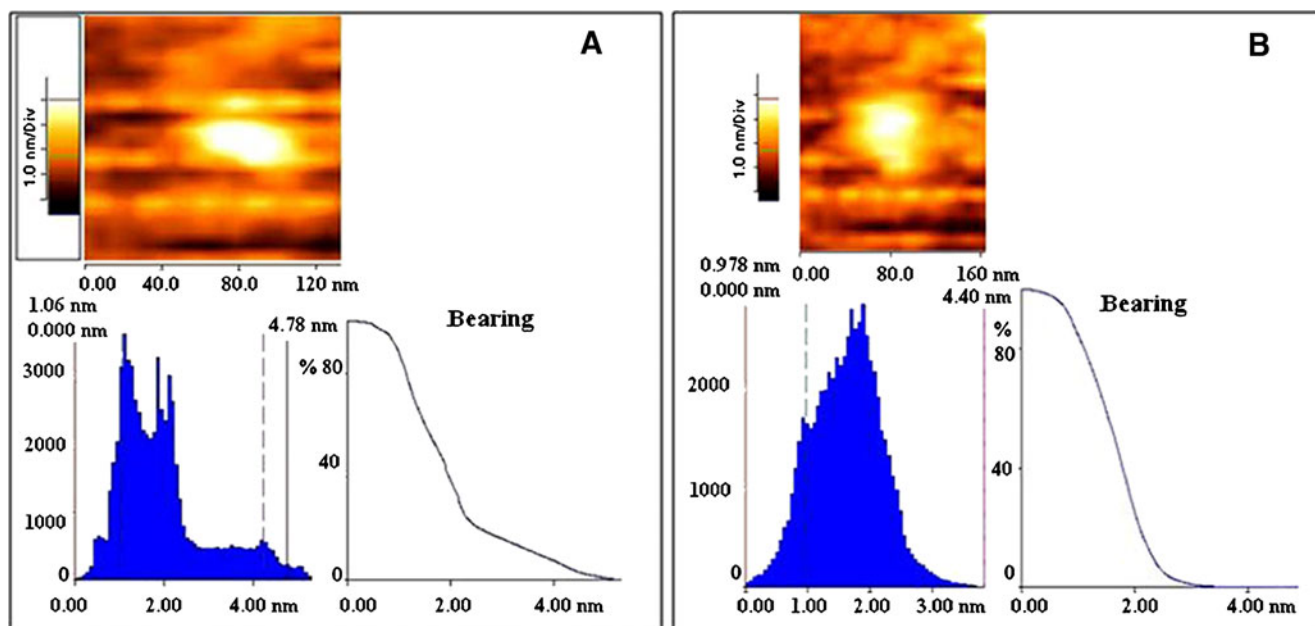 A
1.0 nm/Div
0.00 40.0 80.0 120 nm
1.06 nm
0.000 nm
4.78 nm
Bearing
3000
2000
1000
0
0.00 2.00 4.00 nm
% 80
40
0
0.00 2.00 4.00 nm
B
1.0 nm/Div
0.00 80.0 160 nm
0.978 nm
0.000 nm
4.40 nm
Bearing
2000
1000
0
0.00 1.00 2.00 3.00 nm
%
80
40
0
0.00 2.00 4.00 nm